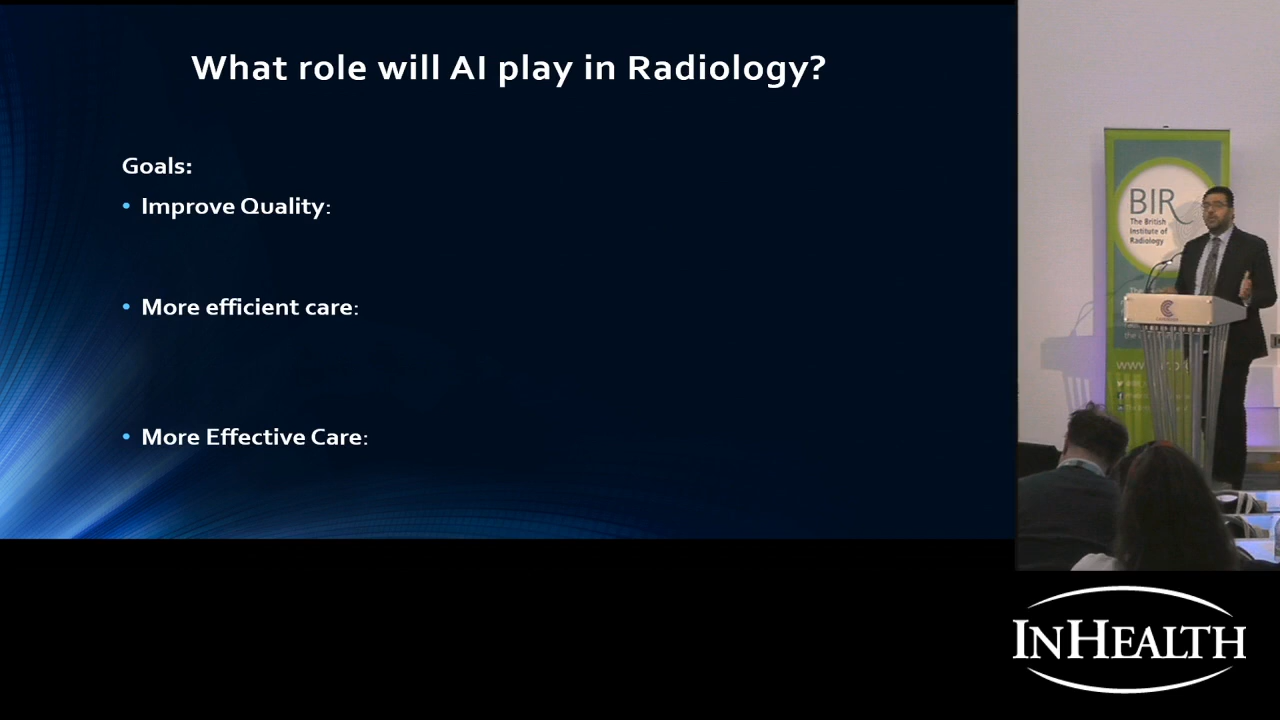 What role will AI play in Radiology?
Goals:
• Improve Quality:
• More efficient care:
• More Effective Care:
BIR
The British
Institute of
Radiology
INHEALTH